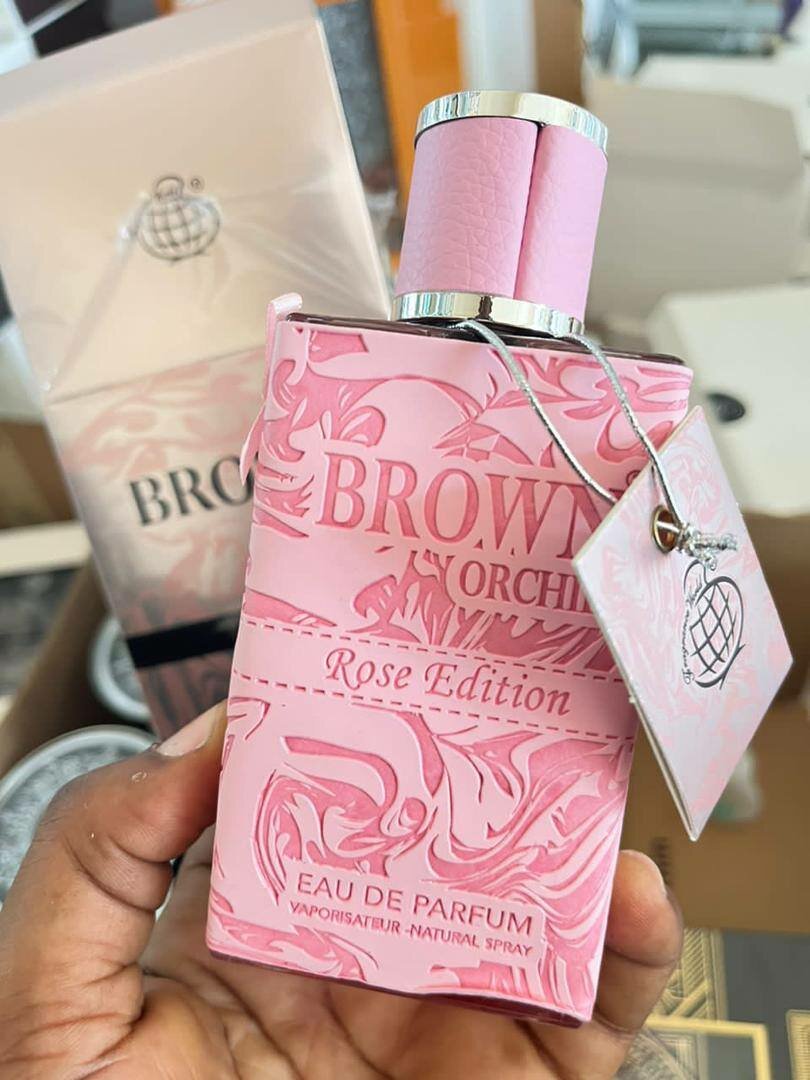 BRO
BROWN
ORCHI
Rose Edition
EAU DE PARFUM
VAPORISATEUR - NATURAL SPRAY